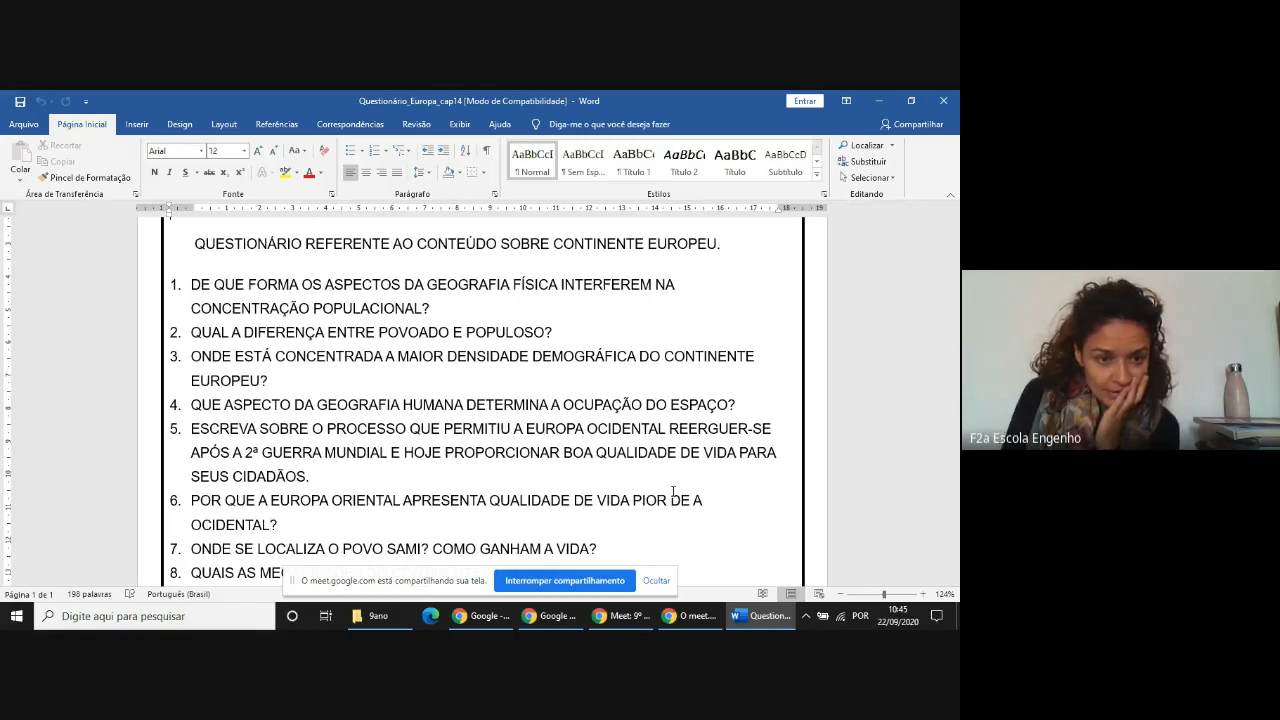 Questionário_Europa_cap14 [Modo de Compatibilidade] - Word
Entrar
Arquivo Página Inicial Inserir Design Layout Referências Correspondências Revisão Exibir Ajuda Diga-me o que você deseja fazer Compartilhar
Colar
Recortar
Copiar
Pincel de Formatação
Área de Transferência
Arial 12
N I S
Fonte
Parágrafo
AaBbCcI AaBbCcI AaBbC AaBbC AaBbC AaBbCcD
¶ Normal ¶ Sem Esp... ¶ Título 1 Título 2 Título Subtítulo
Estilos
Localizar
Substituir
Selecionar
Editando
QUESTIONÁRIO REFERENTE AO CONTEÚDO SOBRE CONTINENTE EUROPEU.
1. DE QUE FORMA OS ASPECTOS DA GEOGRAFIA FÍSICA INTERFEREM NA
CONCENTRAÇÃO POPULACIONAL?
2. QUAL A DIFERENÇA ENTRE POVOADO E POPULOSO?
3. ONDE ESTÁ CONCENTRADA A MAIOR DENSIDADE DEMOGRÁFICA DO CONTINENTE
EUROPEU?
4. QUE ASPECTO DA GEOGRAFIA HUMANA DETERMINA A OCUPAÇÃO DO ESPAÇO?
5. ESCREVA SOBRE O PROCESSO QUE PERMITIU A EUROPA OCIDENTAL REERGUER-SE
APÓS A 2ª GUERRA MUNDIAL E HOJE PROPORCIONAR BOA QUALIDADE DE VIDA PARA
SEUS CIDADÃOS.
6. POR QUE A EUROPA ORIENTAL APRESENTA QUALIDADE DE VIDA PIOR DE A
OCIDENTAL?
7. ONDE SE LOCALIZA O POVO SAMI? COMO GANHAM A VIDA?
8. QUAIS AS
O meet.google.com está compartilhando sua tela. Interromper compartilhamento Ocultar
Página 1 de 1 198 palavras Português (Brasil) 124%
Digite aqui para pesquisar
9ano
Google -...
Google ...
Meet: 9º ...
O meet....
Question...
POR
10:45
22/09/2020
F2a Escola Engenho